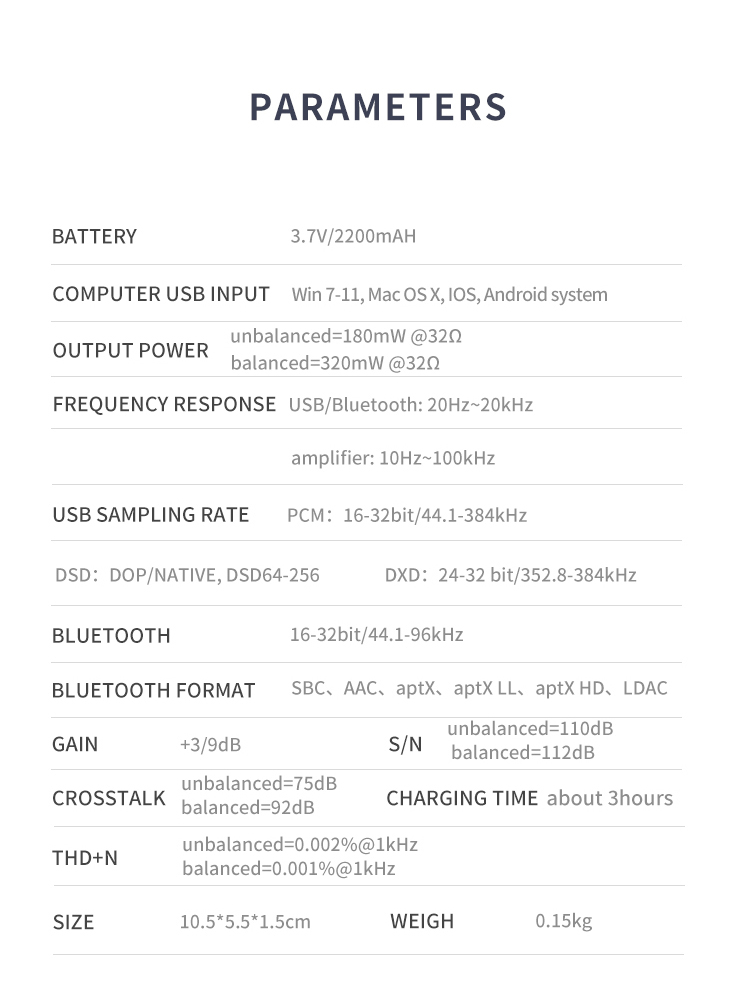 PARAMETERS
BATTERY 3.7V/2200mAH
COMPUTER USB INPUT Win 7-11, Mac OS X, IOS, Android system
OUTPUT POWER unbalanced=180mW @32Ω
balanced=320mW @32Ω
FREQUENCY RESPONSE USB/Bluetooth: 20Hz~20kHz
amplifier: 10Hz~100kHz
USB SAMPLING RATE PCM：16-32bit/44.1-384kHz
DSD：DOP/NATIVE, DSD64-256 DXD：24-32 bit/352.8-384kHz
BLUETOOTH 16-32bit/44.1-96kHz
BLUETOOTH FORMAT SBC、AAC、aptX、aptX LL、aptX HD、LDAC
GAIN +3/9dB S/N unbalanced=110dB
balanced=112dB
CROSSTALK unbalanced=75dB
balanced=92dB CHARGING TIME about 3hours
THD+N unbalanced=0.002%@1kHz
balanced=0.001%@1kHz
SIZE 10.5*5.5*1.5cm WEIGH 0.15kg